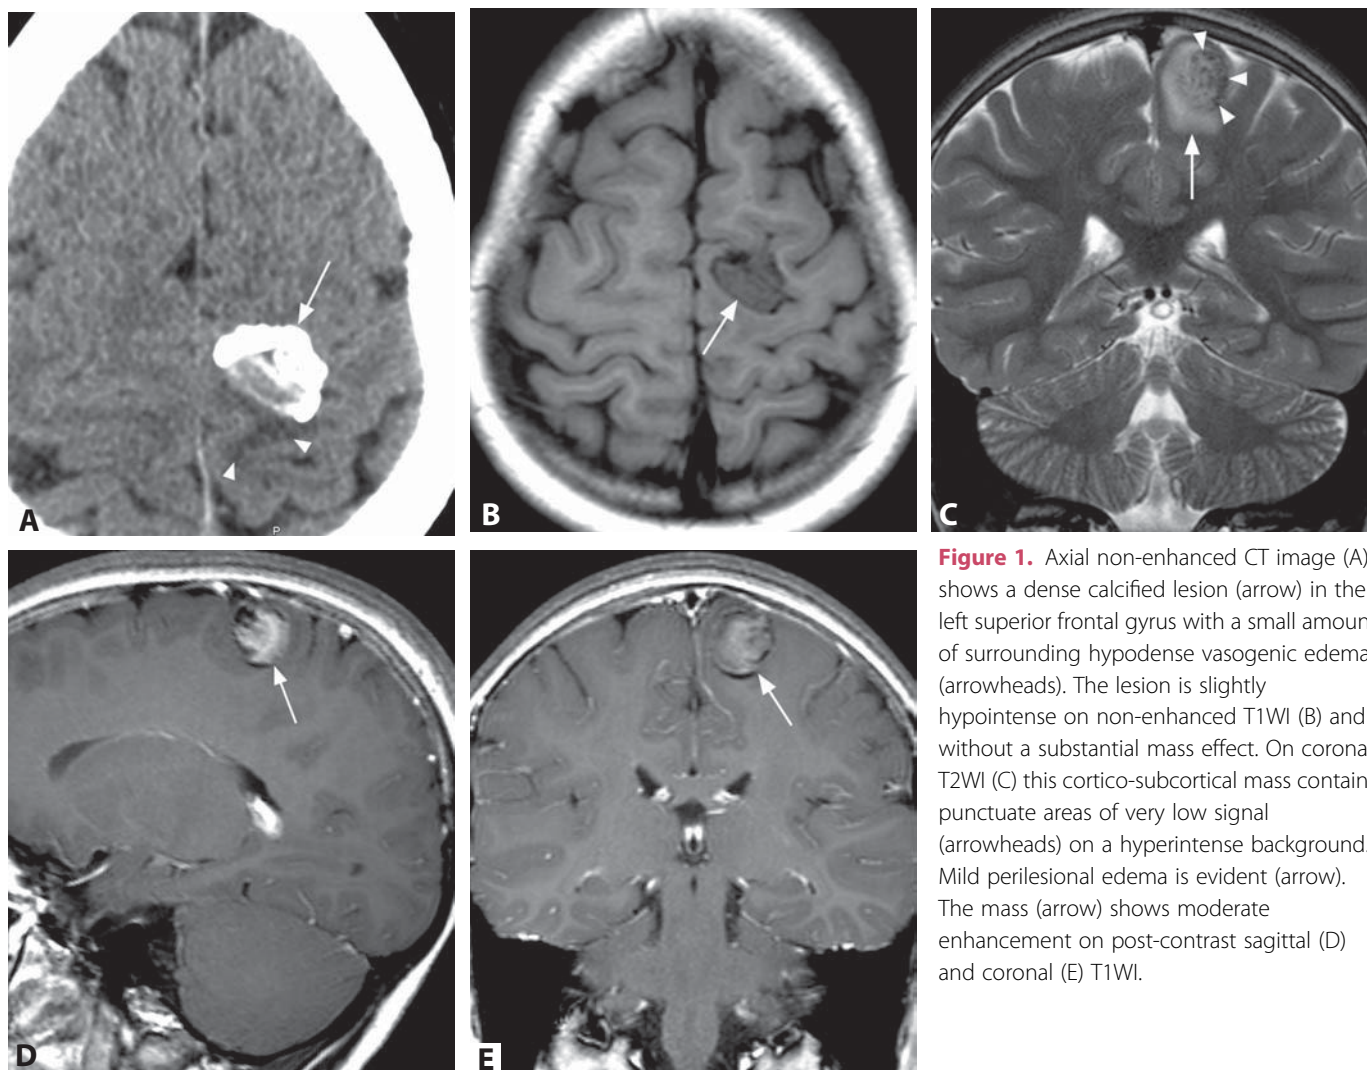 A
P
B
C
D
E
Figure 1. Axial non-enhanced CT image (A)
shows a dense calcified lesion (arrow) in the
left superior frontal gyrus with a small amoun
of surrounding hypodense vasogenic edema
(arrowheads). The lesion is slightly
hypointense on non-enhanced T1WI (B) and
without a substantial mass effect. On corona
T2WI (C) this cortico-subcortical mass contain
punctuate areas of very low signal
(arrowheads) on a hyperintense background.
Mild perilesional edema is evident (arrow).
The mass (arrow) shows moderate
enhancement on post-contrast sagittal (D)
and coronal (E) T1WI.